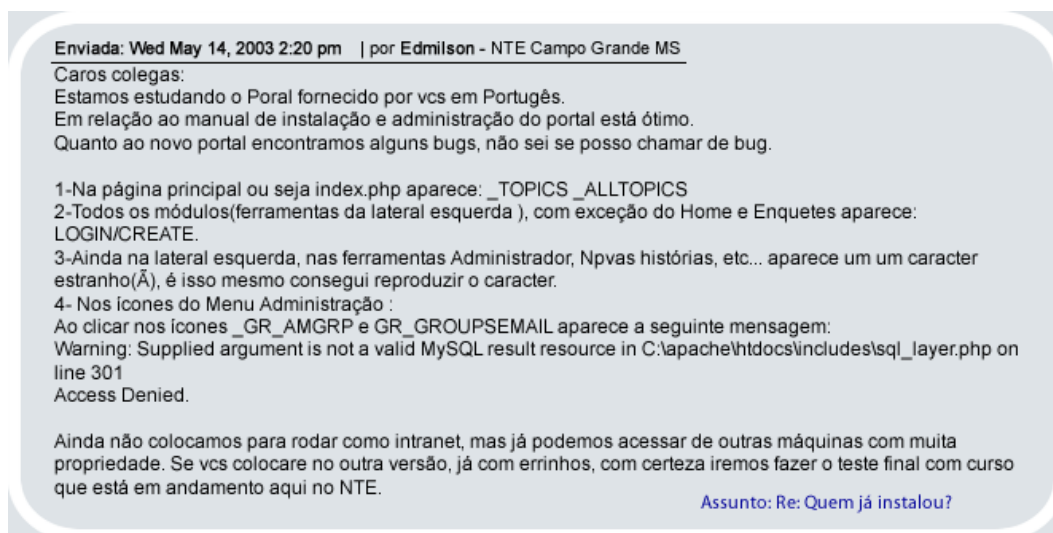 Enviada: Wed May 14, 2003 2:20 pm | por Edmilson - NTE Campo Grande MS
Caros colegas:
Estamos estudando o Poral fornecido por vcs em Portugês.
Em relação ao manual de instalação e administração do portal está ótimo.
Quanto ao novo portal encontramos alguns bugs, não sei se posso chamar de bug.
1-Na página principal ou seja index.php aparece: _TOPICS _ALLTOPICS
2-Todos os módulos(ferramentas da lateral esquerda ), com exceção do Home e Enquetes aparece:
LOGIN/CREATE.
3-Ainda na lateral esquerda, nas ferramentas Administrador, Npvas histórias, etc... aparece um um caracter
estranho(Ã), é isso mesmo consegui reproduzir o caracter.
4- Nos ícones do Menu Administração :
Ao clicar nos ícones _GR_AMGRP e GR_GROUPSEMAIL aparece a seguinte mensagem:
Warning: Supplied argument is not a valid MySQL result resource in C:\apache\htdocs\includes\sql_layer.php on
line 301
Access Denied.
Ainda não colocamos para rodar como intranet, mas já podemos acessar de outras máquinas com muita
propriedade. Se vcs colocare no outra versão, já com errinhos, com certeza iremos fazer o teste final com curso
que está em andamento aqui no NTE.
Assunto: Re: Quem já instalou?